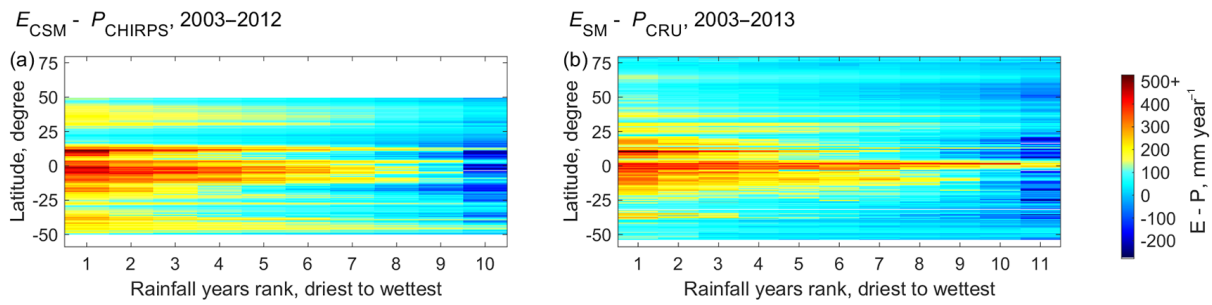 E_CSM - P_CHIRPS, 2003–2012
E_SM - P_CRU, 2003–2013
(a)
75
50
25
0
-25
-50
Latitude, degree
1 2 3 4 5 6 7 8 9 10
Rainfall years rank, driest to wettest
(b)
75
50
25
0
-25
-50
Latitude, degree
1 2 3 4 5 6 7 8 9 10 11
Rainfall years rank, driest to wettest
500+
400
300
200
100
0
-100
-200
E - P, mm year⁻¹